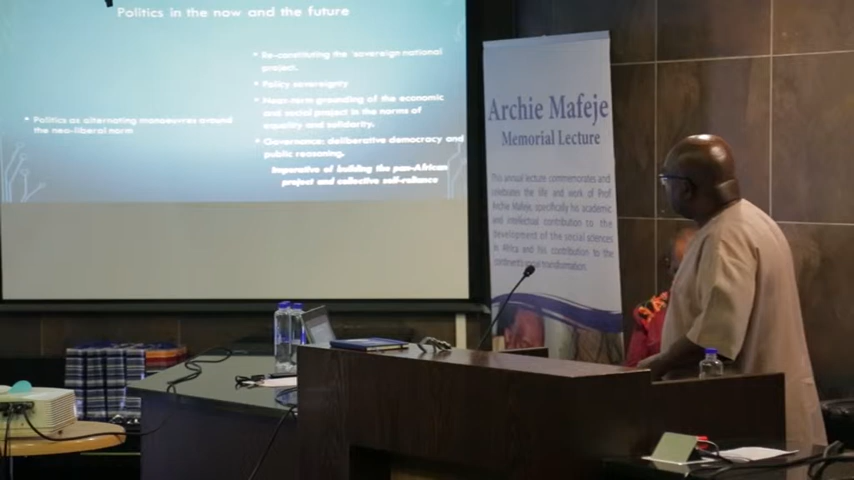 Politics in the now and the future
Politics as alternating manoeuvres around
the neo-liberal norm
Re-constituting the 'sovereign national
project.
Policy sovereignty
Norm-term grounding of the economic
and social project in the norms of
equality and solidarity.
Governance: deliberative democracy and
public reasoning.
Imperative of building the pan-African
project and collective self-reliance
Archie Mafeje
Memorial Lecture
This annual lecture commemorates and
celebrates the life and work of Prof
Archie Mafeje, specifically his academic
and intellectual contribution to the
development of the social sciences
in Africa and his contribution to the
continent's social transformation.